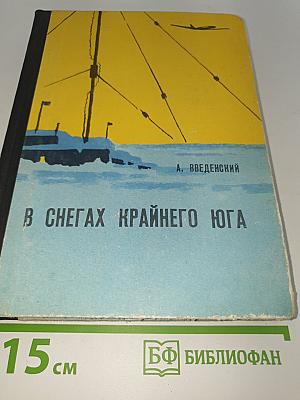 А. ВВЕДЕНСКИЙ
В СНЕГАХ КРАЙНЕГО ЮГА
15 см
БФ БИБЛИОФАН